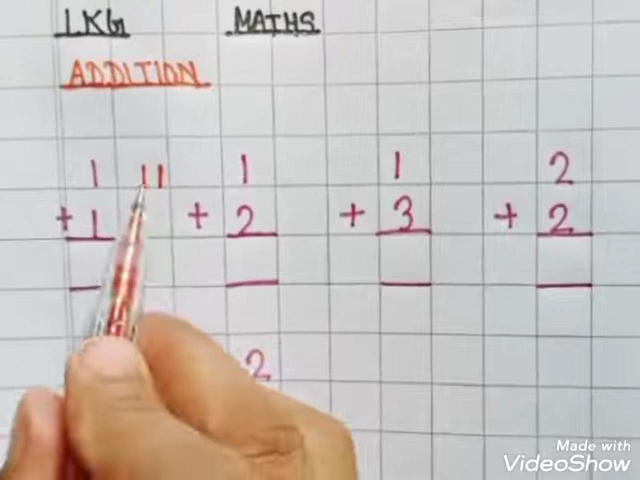 LKG MATHS
ADDITION
1 11 1 1 2
+1 +2 +3 +2
2
Made with
VideoShow